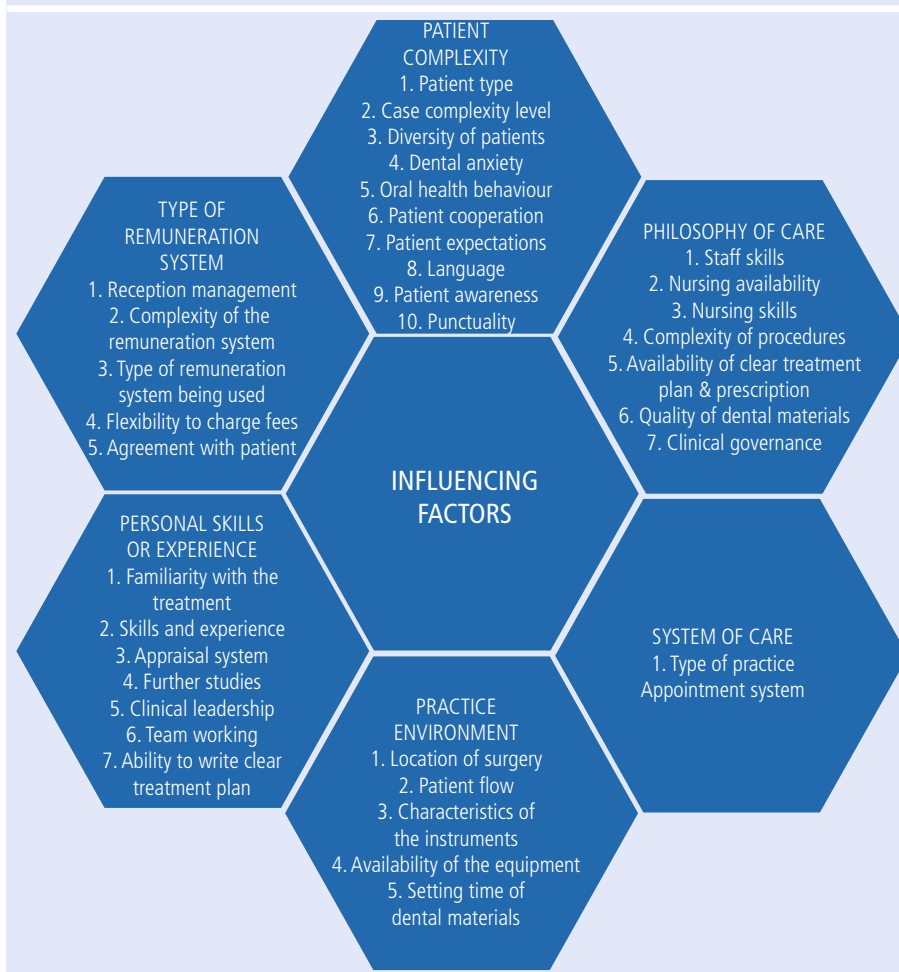 PATIENT
COMPLEXITY
1. Patient type
2. Case complexity level
3. Diversity of patients
4. Dental anxiety
5. Oral health behaviour
6. Patient cooperation
7. Patient expectations
8. Language
9. Patient awareness
10. Punctuality
TYPE OF
REMUNERATION
SYSTEM
1. Reception management
2. Complexity of the
remuneration system
3. Type of remuneration
system being used
4. Flexibility to charge fees
5. Agreement with patient
PHILOSOPHY OF CARE
1. Staff skills
2. Nursing availability
3. Nursing skills
4. Complexity of procedures
5. Availability of clear treatment
plan & prescription
6. Quality of dental materials
7. Clinical governance
INFLUENCING
FACTORS
PERSONAL SKILLS
OR EXPERIENCE
1. Familiarity with the
treatment
2. Skills and experience
3. Appraisal system
4. Further studies
5. Clinical leadership
6. Team working
7. Ability to write clear
treatment plan
SYSTEM OF CARE
1. Type of practice
Appointment system
PRACTICE
ENVIRONMENT
1. Location of surgery
2. Patient flow
3. Characteristics of
the instruments
4. Availability of the equipment
5. Setting time of
dental materials